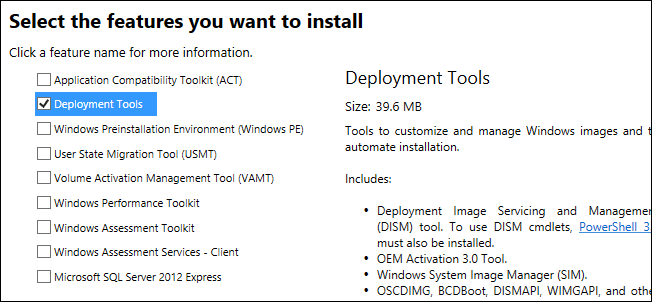 Select the features you want to install
Click a feature name for more information.
Application Compatibility Toolkit (ACT)
Deployment Tools
Windows Preinstallation Environment (Windows PE)
User State Migration Tool (USMT)
Volume Activation Management Tool (VAMT)
Windows Performance Toolkit
Windows Assessment Toolkit
Windows Assessment Services - Client
Microsoft SQL Server 2012 Express
Deployment Tools
Size: 39.6 MB
Tools to customize and manage Windows images and t
automate installation.
Includes:
• Deployment Image Servicing and Manageme
(DISM) tool. To use DISM cmdlets, PowerShell 3.
must also be installed.
• OEM Activation 3.0 Tool.
• Windows System Image Manager (SIM).
• OSCDIMG, BCDBoot, DISMAPI, WIMGAPI, and othe